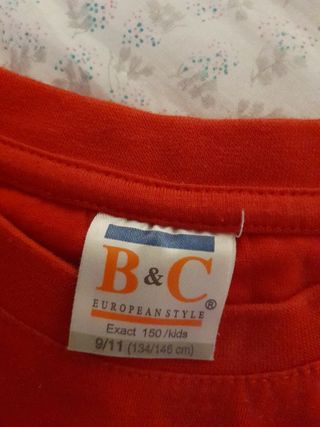 B&C
EUROPEAN STYLE ®
Exact 150/kids
9/11 (134/146 cm)